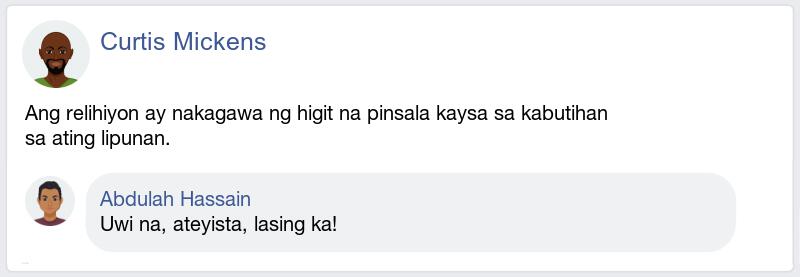 Curtis Mickens
Ang relihiyon ay nakagawa ng higit na pinsala kaysa sa kabutihan
sa ating lipunan.
Abdulah Hassain
Uwi na, ateyista, lasing ka!